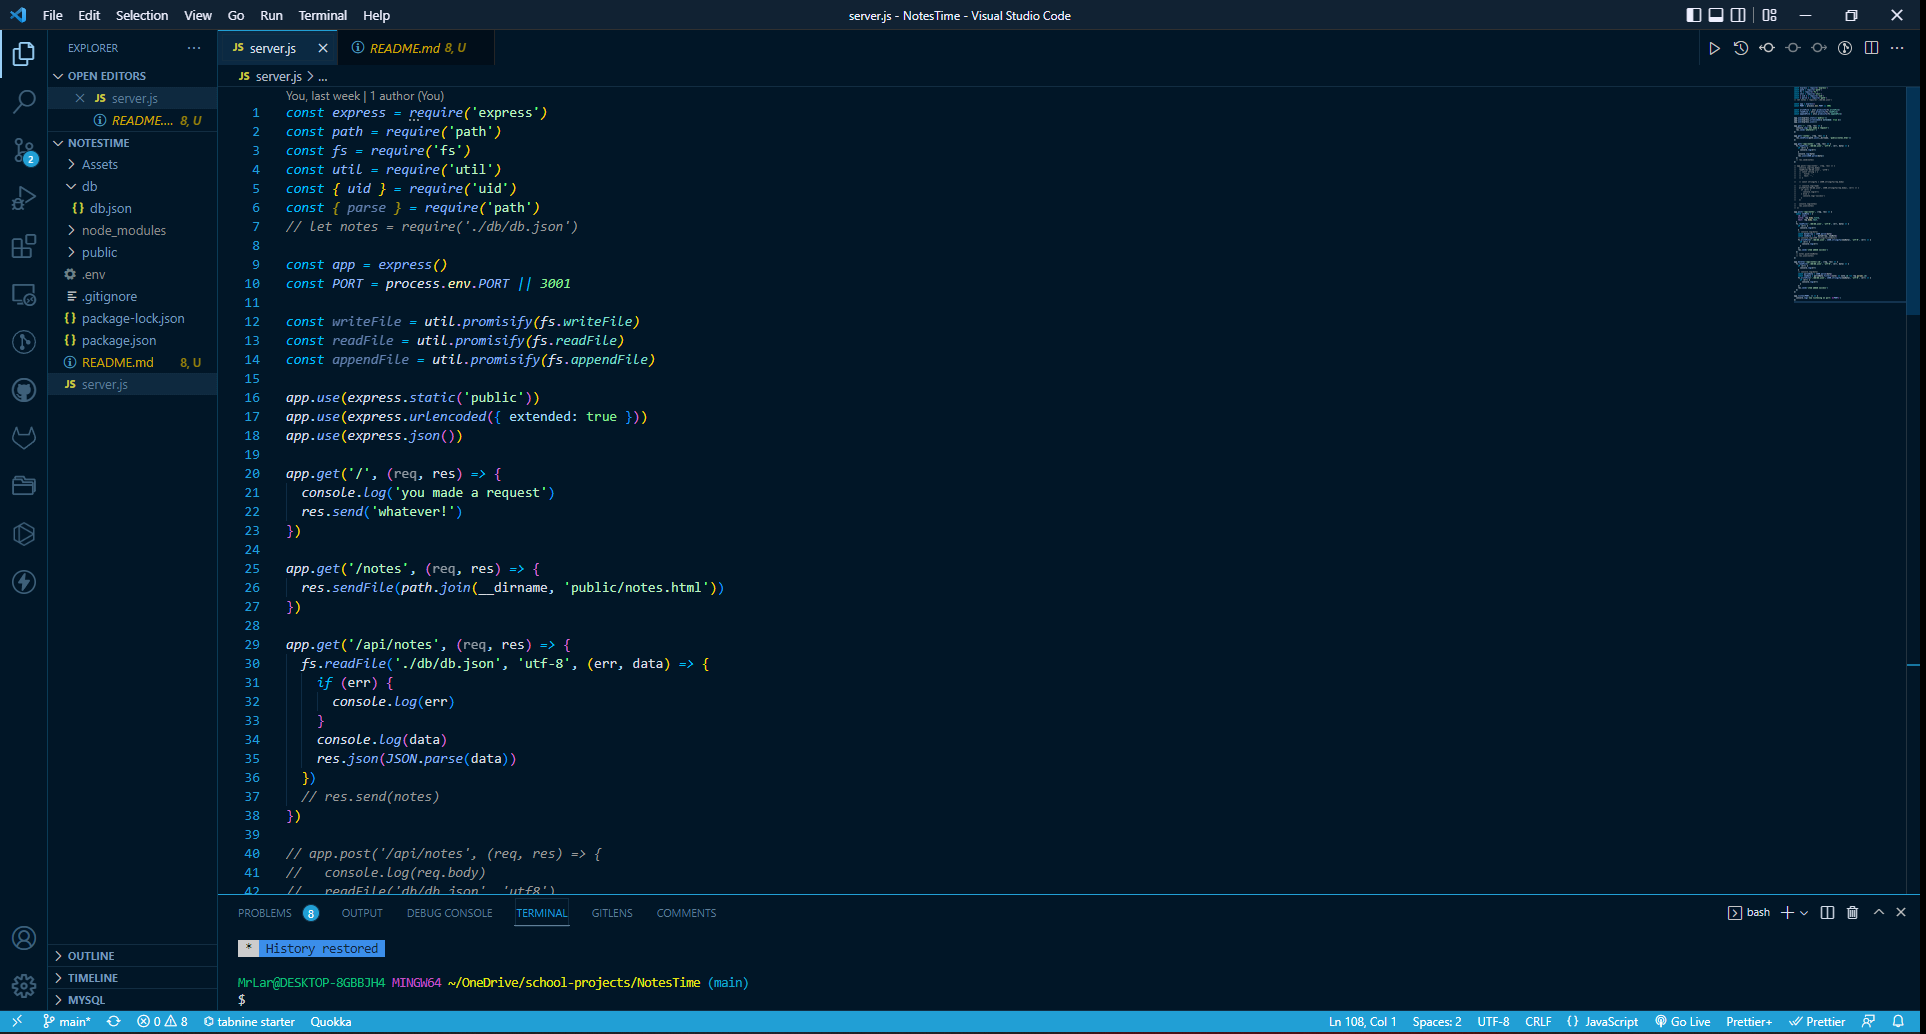 File Edit Selection View Go Run Terminal Help
server.js - NotesTime - Visual Studio Code
EXPLORER
OPEN EDITORS
JS server.js
README.... 8, U
NOTESTIME
Assets
db
{} db.json
node_modules
public
.env
.gitignore
{} package-lock.json
{} package.json
README.md 8, U
JS server.js
OUTLINE
TIMELINE
MYSQL
2
JS server.js
README.md 8, U
JS server.js > ...
You, last week | 1 author (You)
1 const express = require('express')
2 const path = require('path')
3 const fs = require('fs')
4 const util = require('util')
5 const { uid } = require('uid')
6 const { parse } = require('path')
7 // let notes = require('./db/db.json')
8
9 const app = express()
10 const PORT = process.env.PORT || 3001
11
12 const writeFile = util.promisify(fs.writeFile)
13 const readFile = util.promisify(fs.readFile)
14 const appendFile = util.promisify(fs.appendFile)
15
16 app.use(express.static('public'))
17 app.use(express.urlencoded({ extended: true }))
18 app.use(express.json())
19
20 app.get('/', (req, res) => {
21 console.log('you made a request')
22 res.send('whatever!')
23 })
24
25 app.get('/notes', (req, res) => {
26 res.sendFile(path.join(__dirname, 'public/notes.html'))
27 })
28
29 app.get('/api/notes', (req, res) => {
30 fs.readFile('./db/db.json', 'utf-8', (err, data) => {
31 if (err) {
32 console.log(err)
33 }
34 console.log(data)
35 res.json(JSON.parse(data))
36 })
37 // res.send(notes)
38 })
39
40 // app.post('/api/notes', (req, res) => {
41 // console.log(req.body)
42 // readFile('db/db.json', 'utf8')
PROBLEMS 8 OUTPUT DEBUG CONSOLE TERMINAL GITLENS COMMENTS
bash
* History restored
MrLar@DESKTOP-8GBBJH4 MINGW64 ~/OneDrive/school-projects/NotesTime (main)
$
main* 0 8 tabnine starter Quokka
Ln 108, Col 1 Spaces: 2 UTF-8 CRLF {} JavaScript Go Live Prettier+ Prettier